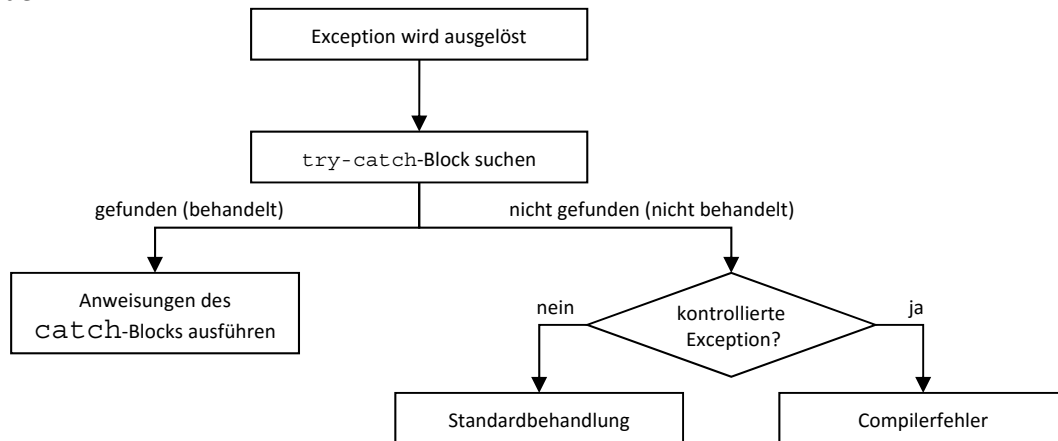 Exception wird ausgelöst
try-catch-Block suchen
gefunden (behandelt)
nicht gefunden (nicht behandelt)
Anweisungen des
catch-Blocks ausführen
nein
kontrollierte
Exception?
ja
Standardbehandlung
Compilerfehler